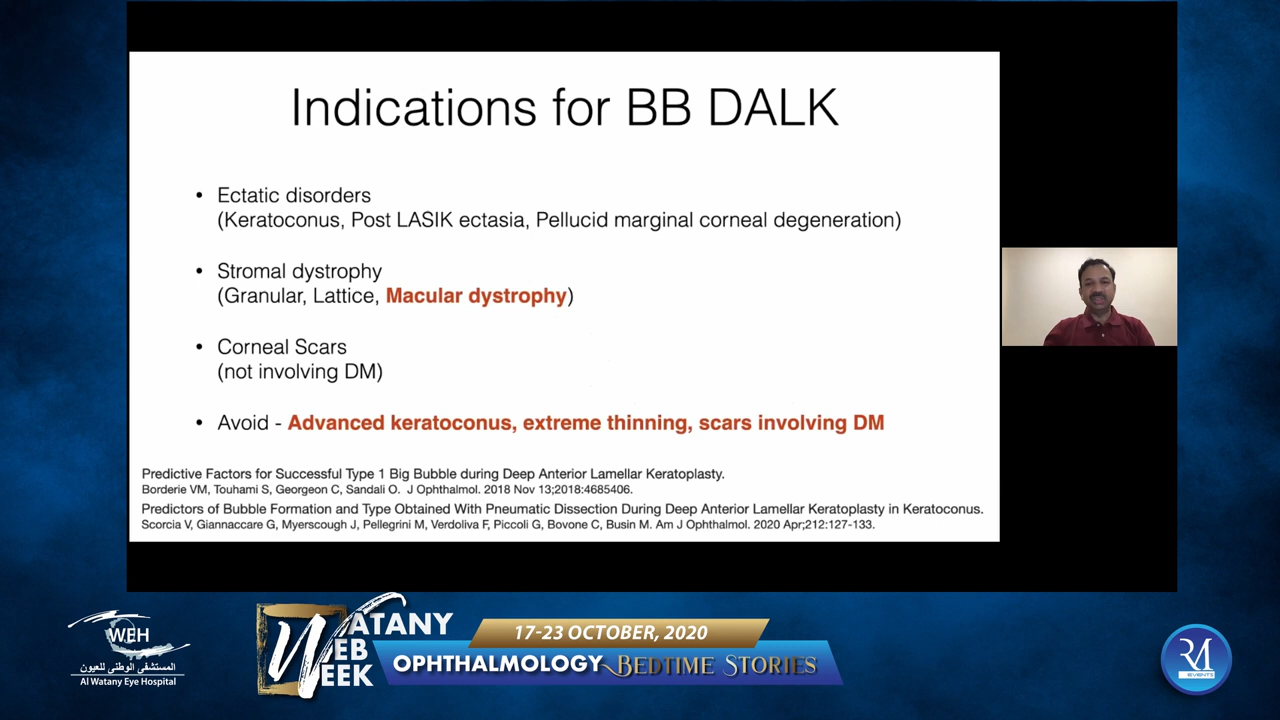 Indications for BB DALK
• Ectatic disorders
(Keratoconus, Post LASIK ectasia, Pellucid marginal corneal degeneration)
• Stromal dystrophy
(Granular, Lattice, Macular dystrophy)
• Corneal Scars
(not involving DM)
• Avoid - Advanced keratoconus, extreme thinning, scars involving DM
Predictive Factors for Successful Type 1 Big Bubble during Deep Anterior Lamellar Keratoplasty.
Borderie VM, Touhami S, Georgeon C, Sandali O. J Ophthalmol. 2018 Nov 13;2018:4685406.
Predictors of Bubble Formation and Type Obtained With Pneumatic Dissection During Deep Anterior Lamellar Keratoplasty in Keratoconus.
Scorcia V, Giannaccare G, Myerscough J, Pellegrini M, Verdoliva F, Piccoli G, Bovone C, Busin M. Am J Ophthalmol. 2020 Apr;212:127-133.
WEH
المستشفى الوطني للعيون
Al Watany Eye Hospital
WATANY
WEB
WEEK
17-23 OCTOBER, 2020
OPHTHALMOLOGY BEDTIME STORIES
RM
EVENTS